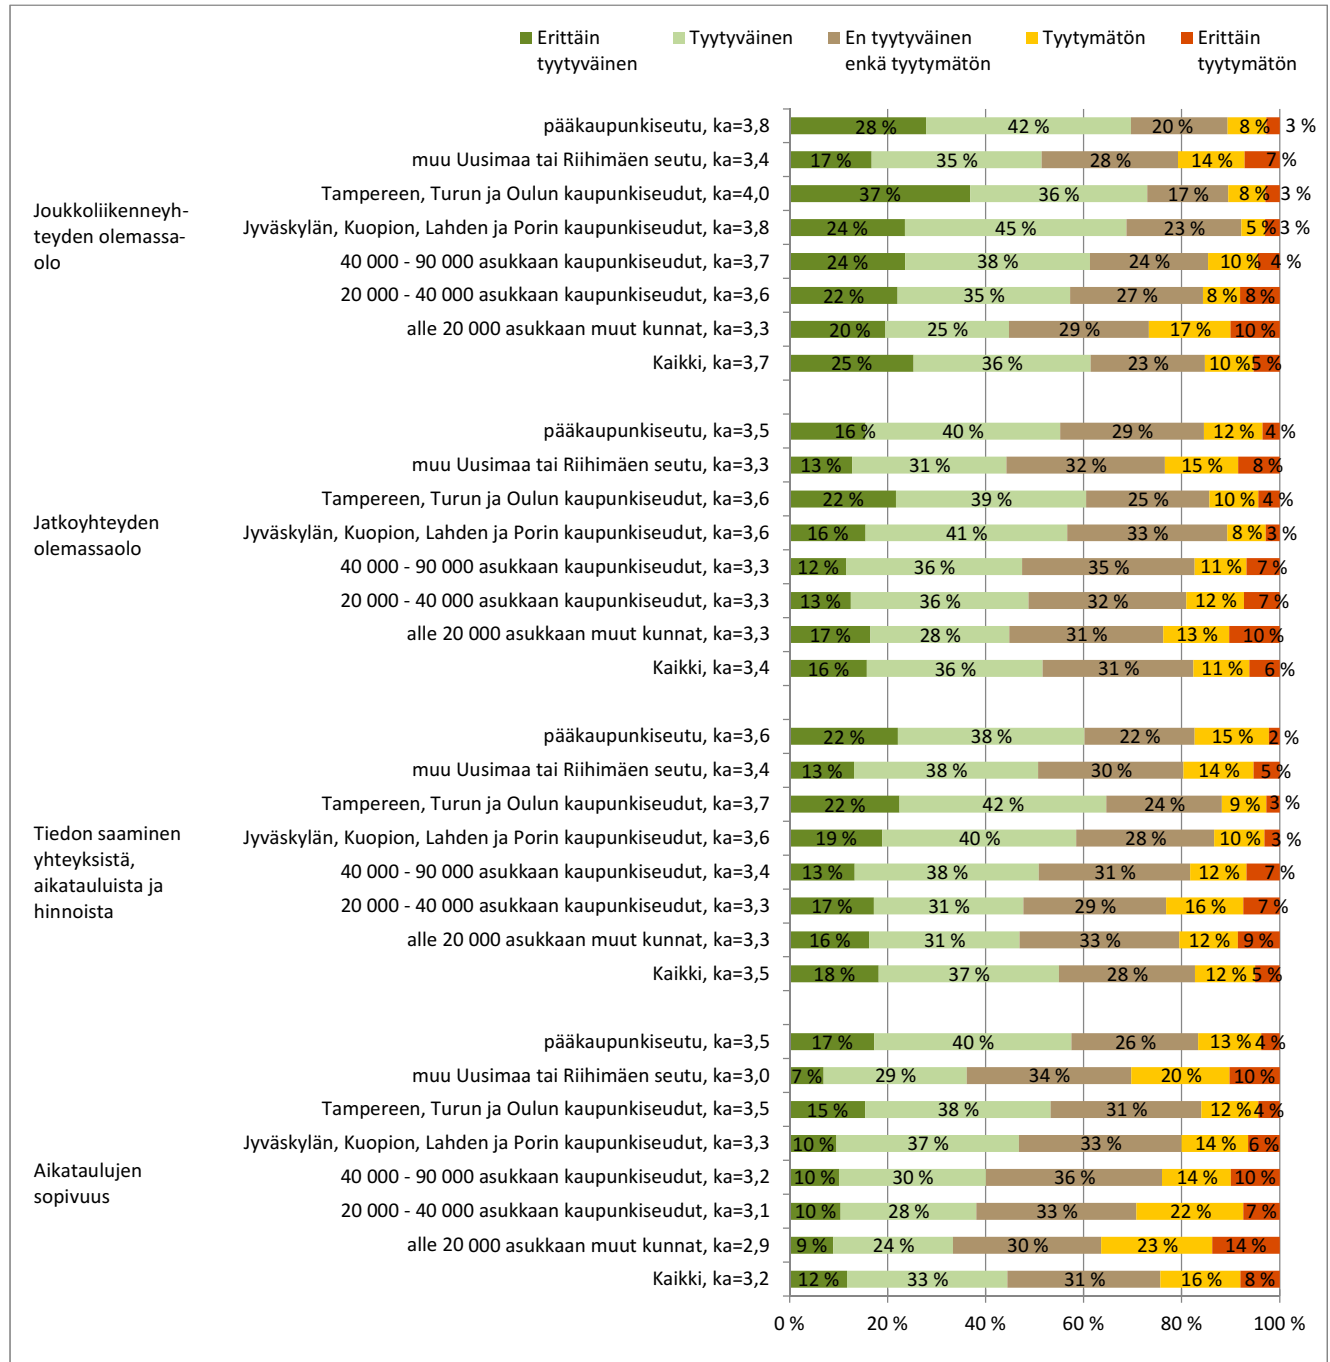 Erittäin tyytyväinen
Tyytyväinen
En tyytyväinen enkä tyytymätön
Tyytymätön
Erittäin tyytymätön
Joukkoliikenneyh-
teyden olemassa-
olo
pääkaupunkiseutu, ka=3,8 28 % 42 % 20 % 8 % 3 %
muu Uusimaa tai Riihimäen seutu, ka=3,4 17 % 35 % 28 % 14 % 7 %
Tampereen, Turun ja Oulun kaupunkiseudut, ka=4,0 37 % 36 % 17 % 8 % 3 %
Jyväskylän, Kuopion, Lahden ja Porin kaupunkiseudut, ka=3,8 24 % 45 % 23 % 5 % 3 %
40 000 - 90 000 asukkaan kaupunkiseudut, ka=3,7 24 % 38 % 24 % 10 % 4 %
20 000 - 40 000 asukkaan kaupunkiseudut, ka=3,6 22 % 35 % 27 % 8 % 8 %
alle 20 000 asukkaan muut kunnat, ka=3,3 20 % 25 % 29 % 17 % 10 %
Kaikki, ka=3,7 25 % 36 % 23 % 10 % 5 %
Jatkoyhteyden
olemassaolo
pääkaupunkiseutu, ka=3,5 16 % 40 % 29 % 12 % 4 %
muu Uusimaa tai Riihimäen seutu, ka=3,3 13 % 31 % 32 % 15 % 8 %
Tampereen, Turun ja Oulun kaupunkiseudut, ka=3,6 22 % 39 % 25 % 10 % 4 %
Jyväskylän, Kuopion, Lahden ja Porin kaupunkiseudut, ka=3,6 16 % 41 % 33 % 8 % 3 %
40 000 - 90 000 asukkaan kaupunkiseudut, ka=3,3 12 % 36 % 35 % 11 % 7 %
20 000 - 40 000 asukkaan kaupunkiseudut, ka=3,3 13 % 36 % 32 % 12 % 7 %
alle 20 000 asukkaan muut kunnat, ka=3,3 17 % 28 % 31 % 13 % 10 %
Kaikki, ka=3,4 16 % 36 % 31 % 11 % 6 %
Tiedon saaminen
yhteyksistä,
aikatauluista ja
hinnoista
pääkaupunkiseutu, ka=3,6 22 % 38 % 22 % 15 % 2 %
muu Uusimaa tai Riihimäen seutu, ka=3,4 13 % 38 % 30 % 14 % 5 %
Tampereen, Turun ja Oulun kaupunkiseudut, ka=3,7 22 % 42 % 24 % 9 % 3 %
Jyväskylän, Kuopion, Lahden ja Porin kaupunkiseudut, ka=3,6 19 % 40 % 28 % 10 % 3 %
40 000 - 90 000 asukkaan kaupunkiseudut, ka=3,4 13 % 38 % 31 % 12 % 7 %
20 000 - 40 000 asukkaan kaupunkiseudut, ka=3,3 17 % 31 % 29 % 16 % 7 %
alle 20 000 asukkaan muut kunnat, ka=3,3 16 % 31 % 33 % 12 % 9 %
Kaikki, ka=3,5 18 % 37 % 28 % 12 % 5 %
Aikataulujen
sopivuus
pääkaupunkiseutu, ka=3,5 17 % 40 % 26 % 13 % 4 %
muu Uusimaa tai Riihimäen seutu, ka=3,0 7 % 29 % 34 % 20 % 10 %
Tampereen, Turun ja Oulun kaupunkiseudut, ka=3,5 15 % 38 % 31 % 12 % 4 %
Jyväskylän, Kuopion, Lahden ja Porin kaupunkiseudut, ka=3,3 10 % 37 % 33 % 14 % 6 %
40 000 - 90 000 asukkaan kaupunkiseudut, ka=3,2 10 % 30 % 36 % 14 % 10 %
20 000 - 40 000 asukkaan kaupunkiseudut, ka=3,1 10 % 28 % 33 % 22 % 7 %
alle 20 000 asukkaan muut kunnat, ka=2,9 9 % 24 % 30 % 23 % 14 %
Kaikki, ka=3,2 12 % 33 % 31 % 16 % 8 %
0 % 20 % 40 % 60 % 80 % 100 %